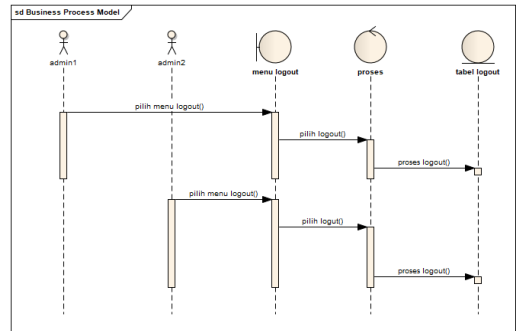 sd Business Process Model
admin1
admin2
menu logout
proses
tabel logout
pilih menu logout()
pilih logout()
proses logout()
pilih menu logout()
pilih logut()
proses logout()